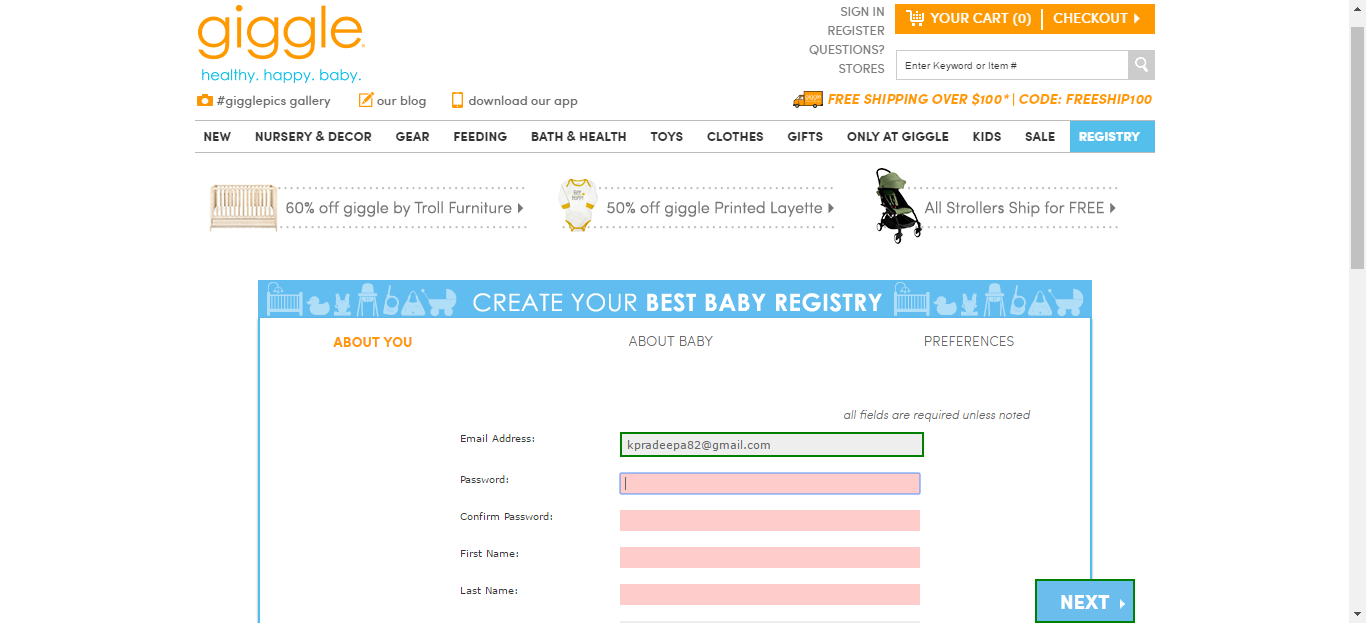 giggle
healthy. happy. baby.
SIGN IN
REGISTER
QUESTIONS?
STORES
YOUR CART (0) | CHECKOUT
Enter Keyword or Item #
#gigglepics gallery our blog download our app
FREE SHIPPING OVER $100* | CODE: FREESHIP100
NEW NURSERY & DECOR GEAR FEEDING BATH & HEALTH TOYS CLOTHES GIFTS ONLY AT GIGGLE KIDS SALE REGISTRY
60% off giggle by Troll Furniture 50% off giggle Printed Layette All Strollers Ship for FREE
CREATE YOUR BEST BABY REGISTRY
ABOUT YOU ABOUT BABY PREFERENCES
all fields are required unless noted
Email Address: kpradeepa82@gmail.com
Password:
Confirm Password:
First Name:
Last Name:
NEXT